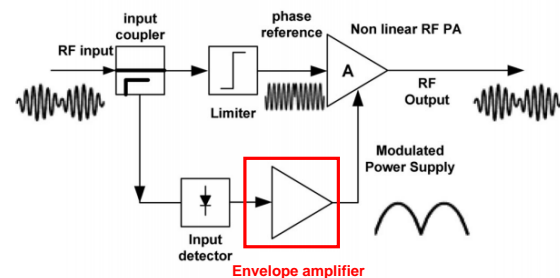 input
coupler
phase
reference
Non linear RF PA
RF input
A
RF
Output
Limiter
Modulated
Power Supply
Input
detector
Envelope amplifier